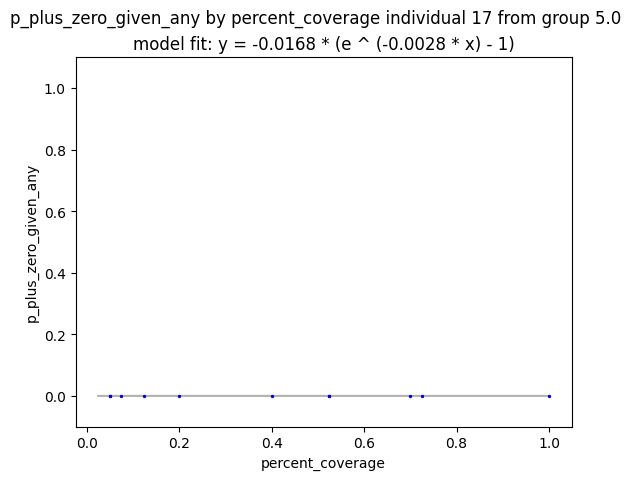 p_plus_zero_given_any by percent_coverage individual 17 from group 5.0
model fit: y = -0.0168 * (e ^ (-0.0028 * x) - 1)
1.0
0.8
0.6
0.4
0.2
0.0
p_plus_zero_given_any
0.0 0.2 0.4 0.6 0.8 1.0
percent_coverage